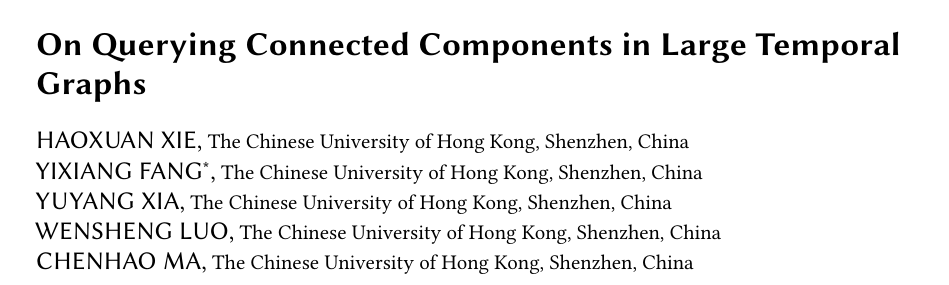 On Querying Connected Components in Large Temporal
Graphs
HAOXUAN XIE, The Chinese University of Hong Kong, Shenzhen, China
YIXIANG FANG*, The Chinese University of Hong Kong, Shenzhen, China
YUYANG XIA, The Chinese University of Hong Kong, Shenzhen, China
WENSHENG LUO, The Chinese University of Hong Kong, Shenzhen, China
CHENHAO MA, The Chinese University of Hong Kong, Shenzhen, China